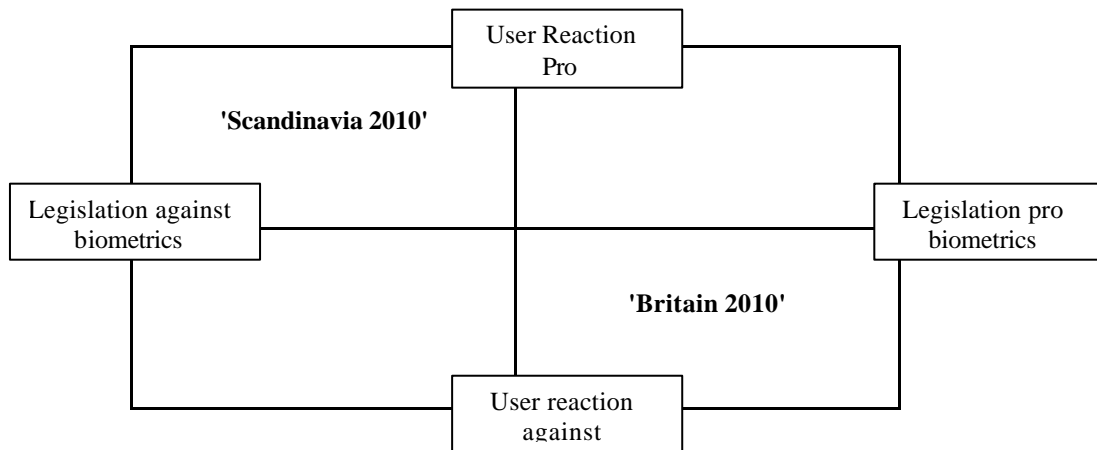 User Reaction
Pro
'Scandinavia 2010'
Legislation against
biometrics
Legislation pro
biometrics
'Britain 2010'
User reaction
against